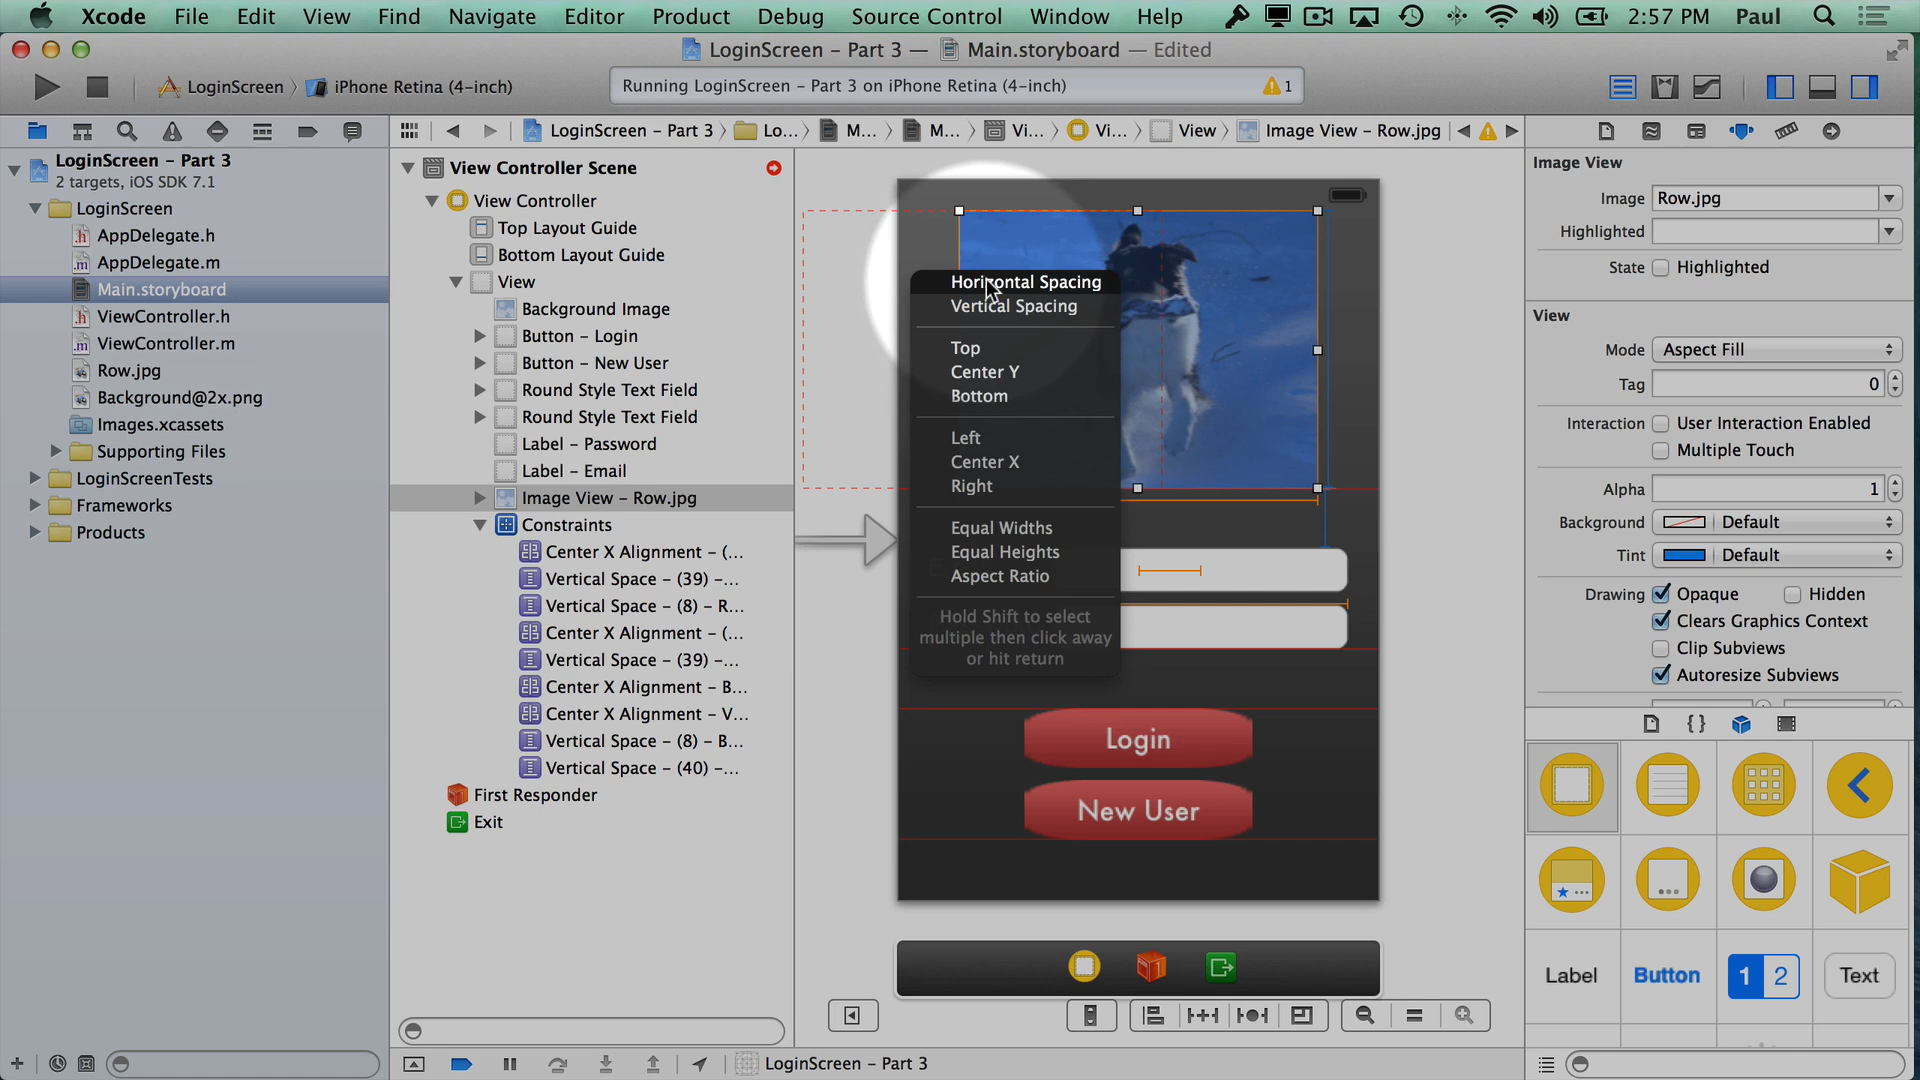 Xcode File Edit View Find Navigate Editor Product Debug Source Control Window Help 2:57 PM Paul
LoginScreen - Part 3 — Main.storyboard — Edited
LoginScreen iPhone Retina (4-inch)
Running LoginScreen - Part 3 on iPhone Retina (4-inch) 1
LoginScreen - Part 3 Lo... M... M... Vi... Vi... View Image View - Row.jpg
LoginScreen - Part 3
2 targets, iOS SDK 7.1
LoginScreen
AppDelegate.h
AppDelegate.m
Main.storyboard
ViewController.h
ViewController.m
Row.jpg
Background@2x.png
Images.xcassets
Supporting Files
LoginScreenTests
Frameworks
Products
View Controller Scene
View Controller
Top Layout Guide
Bottom Layout Guide
View
Background Image
Button - Login
Button - New User
Round Style Text Field
Round Style Text Field
Label - Password
Label - Email
Image View - Row.jpg
Constraints
Center X Alignment - (...
Vertical Space - (39) -...
Vertical Space - (8) - R...
Center X Alignment - (...
Vertical Space - (39) -...
Center X Alignment - B...
Center X Alignment - V...
Vertical Space - (8) - B...
Vertical Space - (40) -...
First Responder
Exit
Horizontal Spacing
Vertical Spacing
Top
Center Y
Bottom
Left
Center X
Right
Equal Widths
Equal Heights
Aspect Ratio
Hold Shift to select
multiple then click away
or hit return
Login
New User
Image View
Image Row.jpg
Highlighted
State Highlighted
View
Mode Aspect Fill
Tag 0
Interaction User Interaction Enabled
Multiple Touch
Alpha 1
Background Default
Tint Default
Drawing Opaque Hidden
Clears Graphics Context
Clip Subviews
Autoresize Subviews
{ }
Label Button 1 2 Text
LoginScreen - Part 3